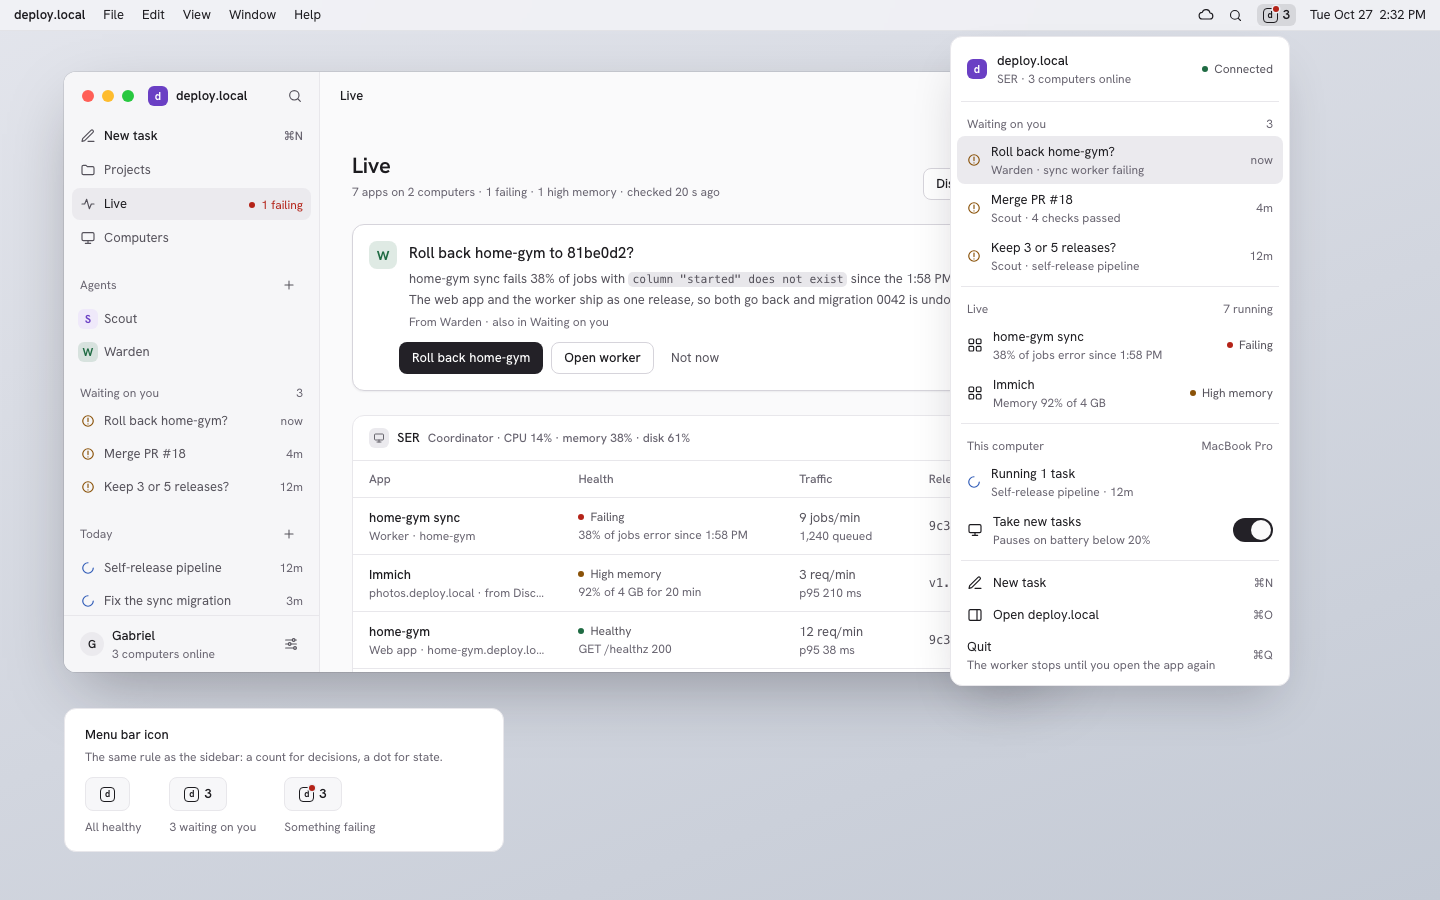 deploy.local File Edit View Window Help
d 3 Tue Oct 27 2:32 PM
d deploy.local
New task ⌘N
Projects
Live 1 failing
Computers
Agents +
S Scout
W Warden
Waiting on you 3
Roll back home-gym? now
Merge PR #18 4m
Keep 3 or 5 releases? 12m
Today +
Self-release pipeline 12m
Fix the sync migration 3m
G Gabriel
3 computers online
Live
Live
7 apps on 2 computers · 1 failing · 1 high memory · checked 20 s ago
W Roll back home-gym to 81be0d2?
home-gym sync fails 38% of jobs with column "started" does not exist since the 1:58 PM
The web app and the worker ship as one release, so both go back and migration 0042 is undo
From Warden · also in Waiting on you
Roll back home-gym Open worker Not now
SER Coordinator · CPU 14% · memory 38% · disk 61%
App Health Traffic
home-gym sync Failing 9 jobs/min
Worker · home-gym 38% of jobs error since 1:58 PM 1,240 queued
9c3
Immich High memory 3 req/min
photos.deploy.local · from Disc... 92% of 4 GB for 20 min p95 210 ms
v1.
home-gym Healthy 12 req/min
Web app · home-gym.deploy.lo... GET /healthz 200 p95 38 ms
9c3
d deploy.local
SER · 3 computers online
Connected
Waiting on you 3
Roll back home-gym?
Warden · sync worker failing
now
Merge PR #18
Scout · 4 checks passed
4m
Keep 3 or 5 releases?
Scout · self-release pipeline
12m
Live 7 running
home-gym sync
38% of jobs error since 1:58 PM
Failing
Immich
Memory 92% of 4 GB
High memory
This computer MacBook Pro
Running 1 task
Self-release pipeline · 12m
Take new tasks
Pauses on battery below 20%
New task ⌘N
Open deploy.local ⌘O
Quit
The worker stops until you open the app again
⌘Q
Menu bar icon
The same rule as the sidebar: a count for decisions, a dot for state.
d d 3 d 3
All healthy 3 waiting on you Something failing